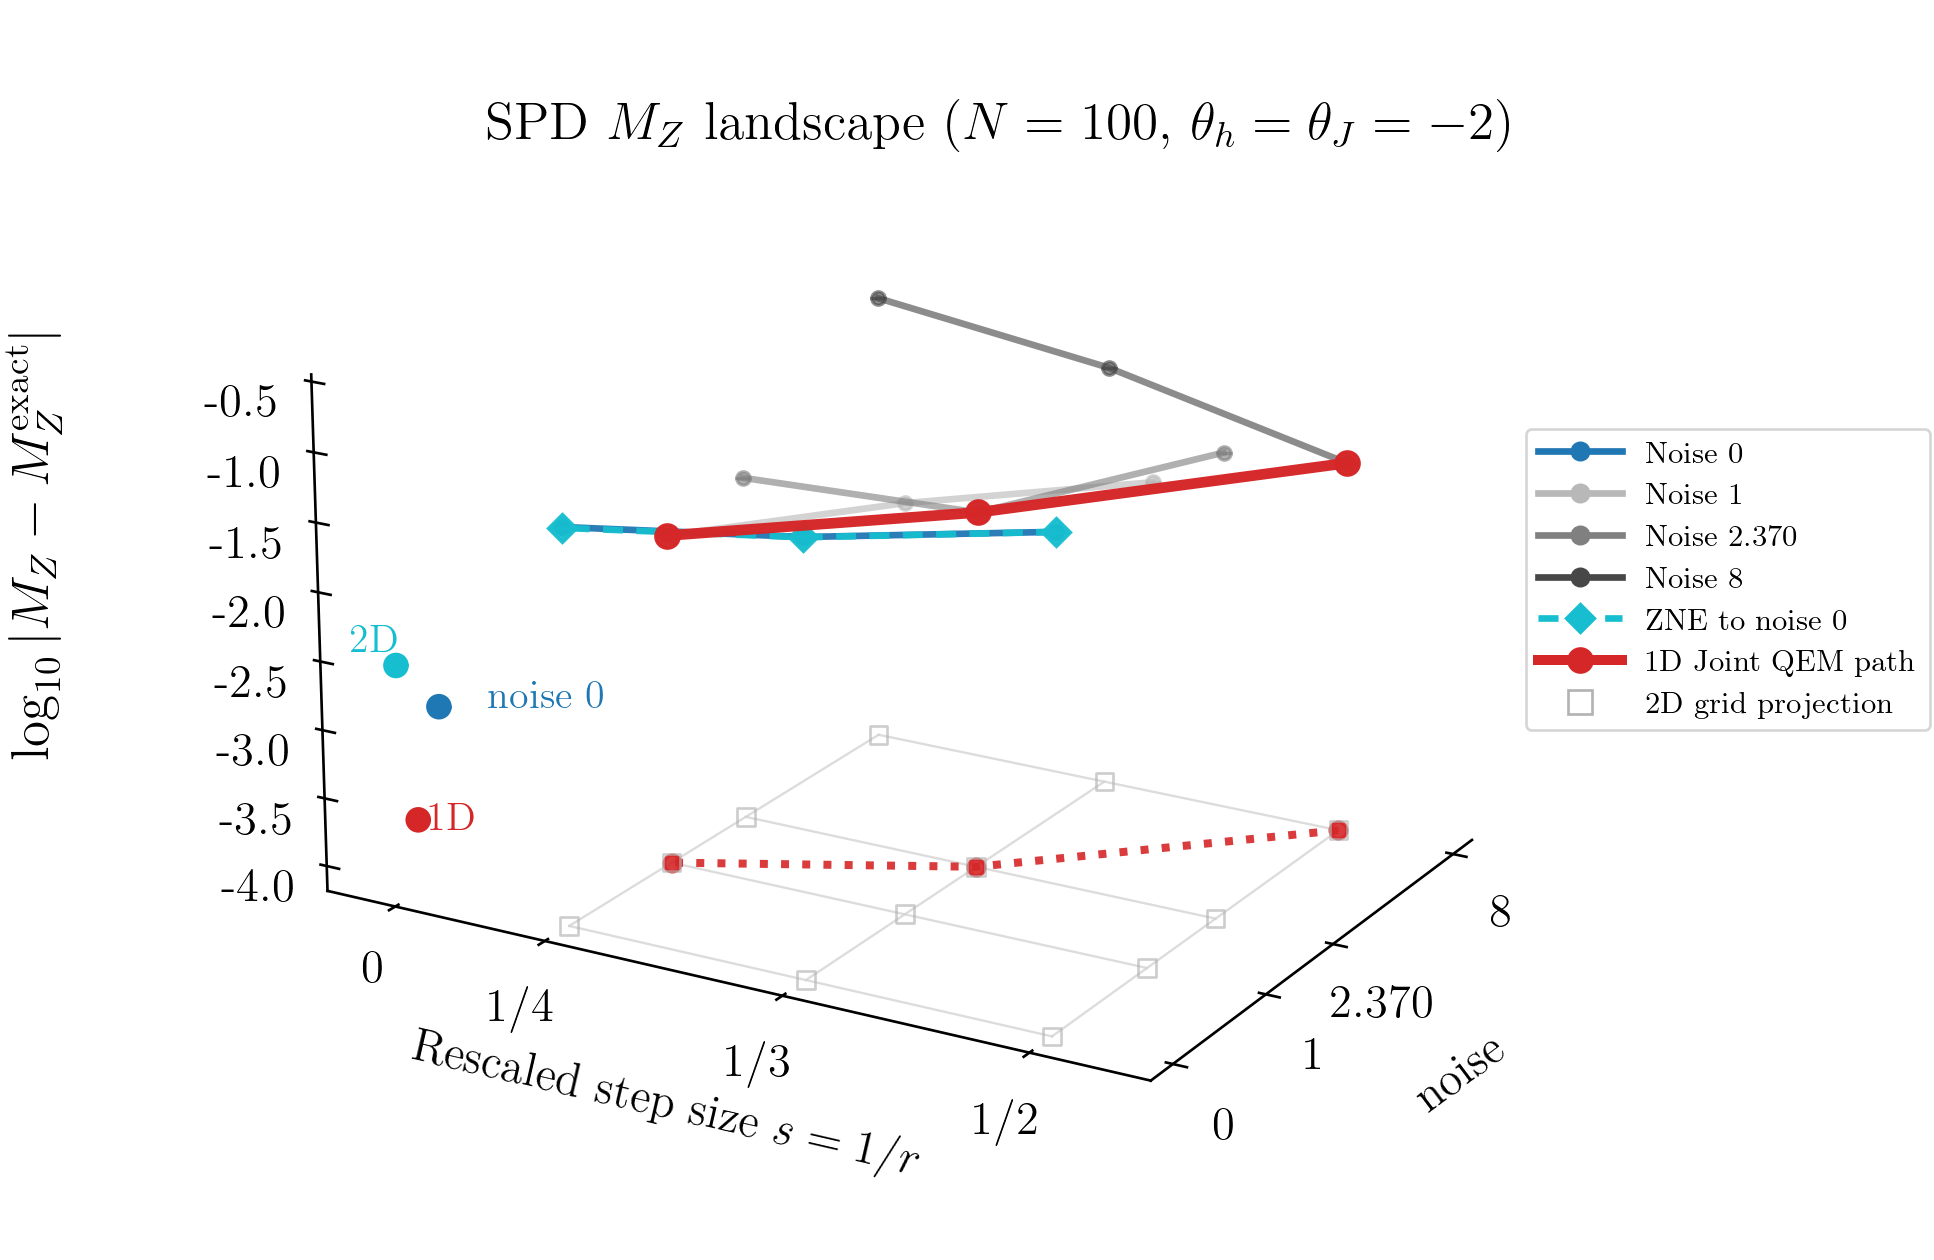 SPD $M_Z$ landscape ($N = 100$, $\theta_h = \theta_J = -2$)
$\log_{10}|M_Z - M_Z^{\mathrm{exact}}|$
-0.5
-1.0
-1.5
-2.0
-2.5
-3.0
-3.5
-4.0
2D
noise 0
1D
0
1/4
1/3
1/2
Rescaled step size $s = 1/r$
0
1
2.370
8
noise
Noise 0
Noise 1
Noise 2.370
Noise 8
ZNE to noise 0
1D Joint QEM path
2D grid projection